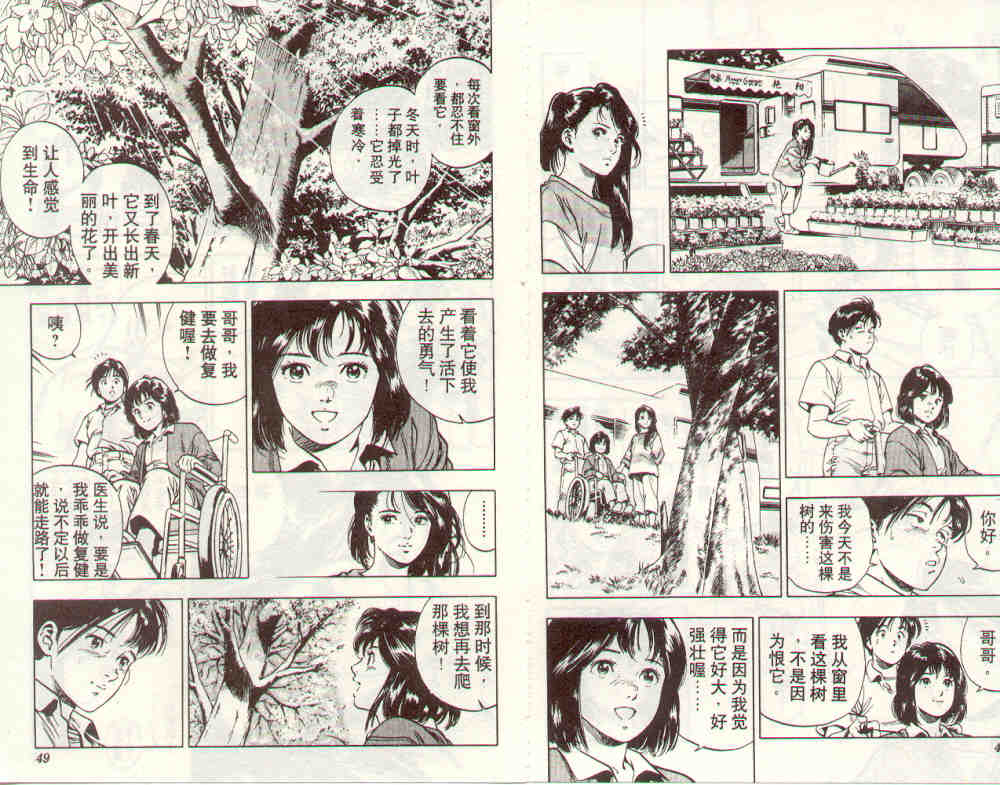 你好。
我今天不是
来伤害这棵
树的……
哥哥。
我从窗里
看这棵树
，不是因
为恨它。
而是因为我觉
得它好大，好
强壮喔……
每次看窗外
，都忍不住
要看它，
冬天时，叶
子都掉光了
……它忍受
着寒冷，
到了春天，
它又长出新
叶，开出美
丽的花了。
让人感觉
到生命！
看着它使我
产生了活下
去的勇气！
………
哥哥，我
要去做复
健喔！
咦？
医生说，要是
我乖乖做复健
，说不定以后
就能走路了！
到那时候，
我想再去爬
那棵树！
49